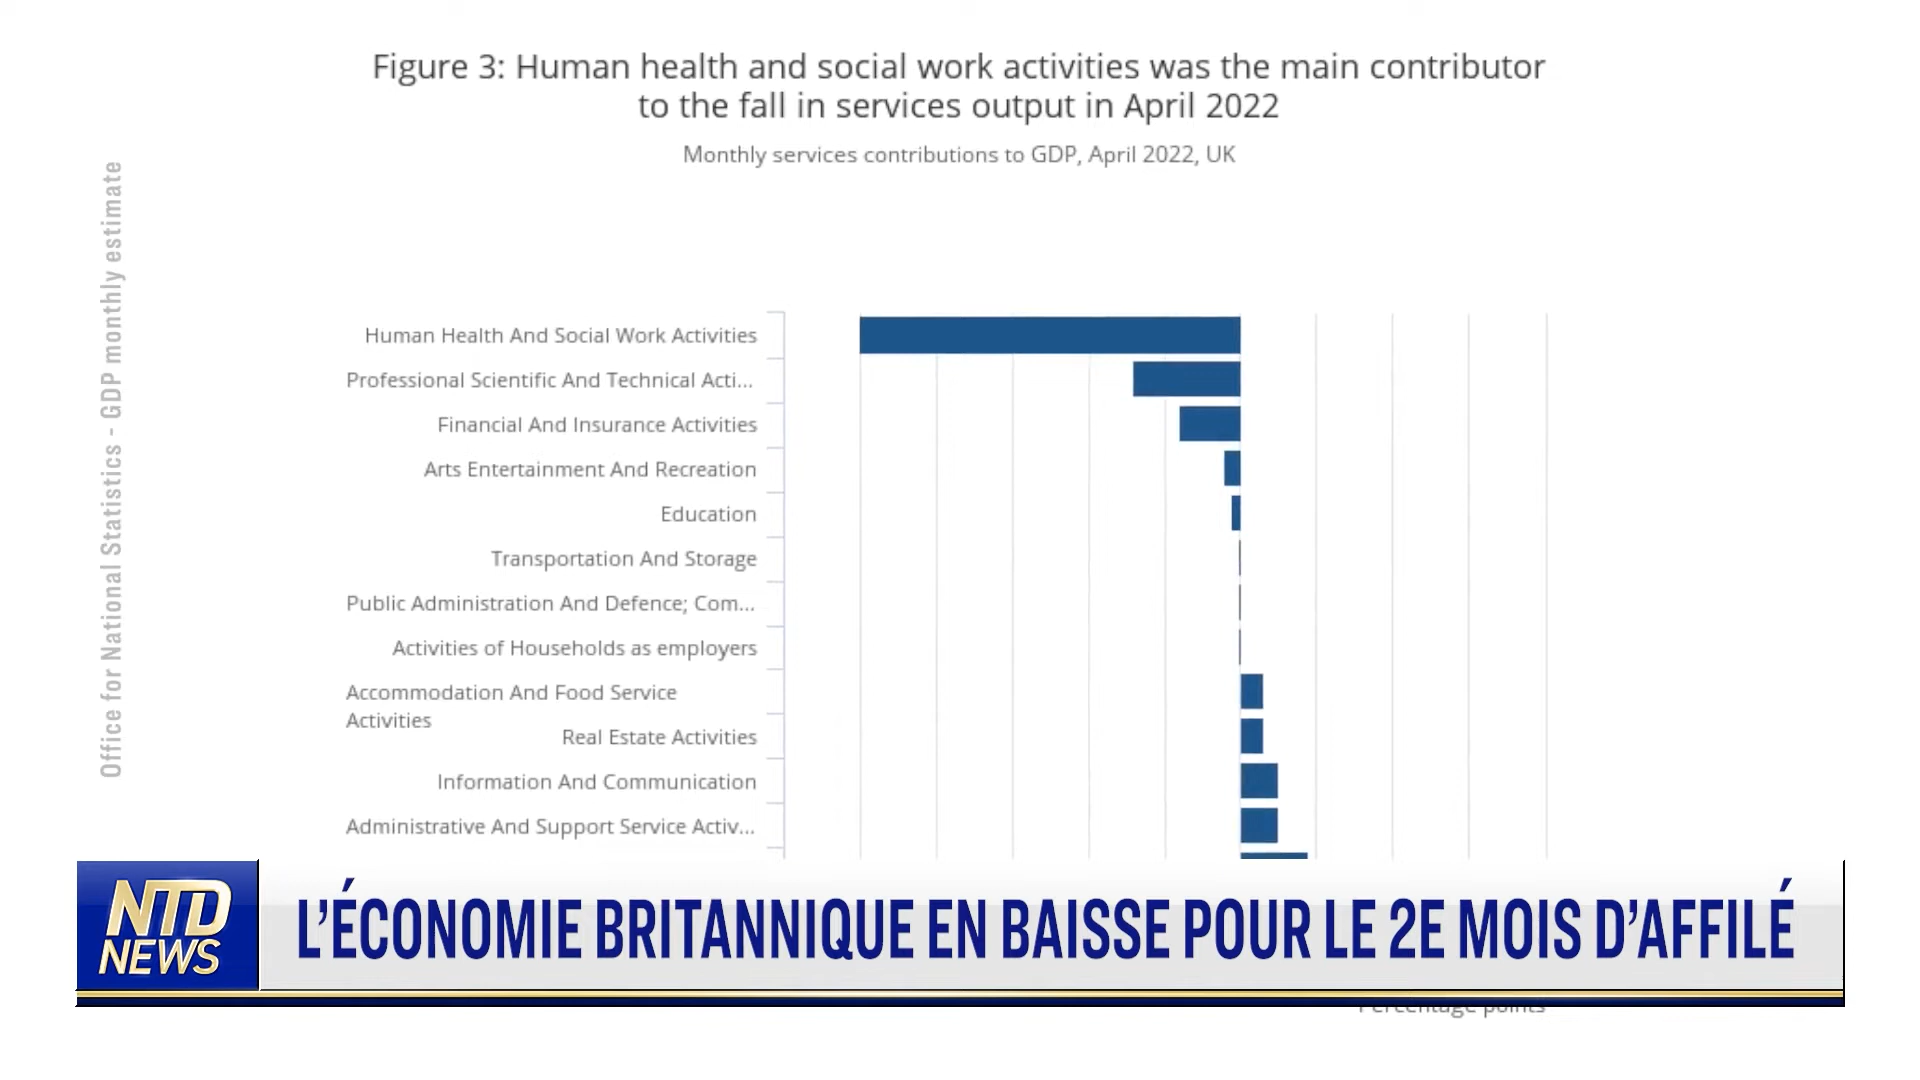 Figure 3: Human health and social work activities was the main contributor
to the fall in services output in April 2022
Monthly services contributions to GDP, April 2022, UK
Office for National Statistics - GDP monthly estimate
Human Health And Social Work Activities
Professional Scientific And Technical Acti...
Financial And Insurance Activities
Arts Entertainment And Recreation
Education
Transportation And Storage
Public Administration And Defence; Com...
Activities of Households as employers
Accommodation And Food Service
Activities
Real Estate Activities
Information And Communication
Administrative And Support Service Activ...
NTD
NEWS
L’ÉCONOMIE BRITANNIQUE EN BAISSE POUR LE 2E MOIS D’AFFILÉ
Percentage points